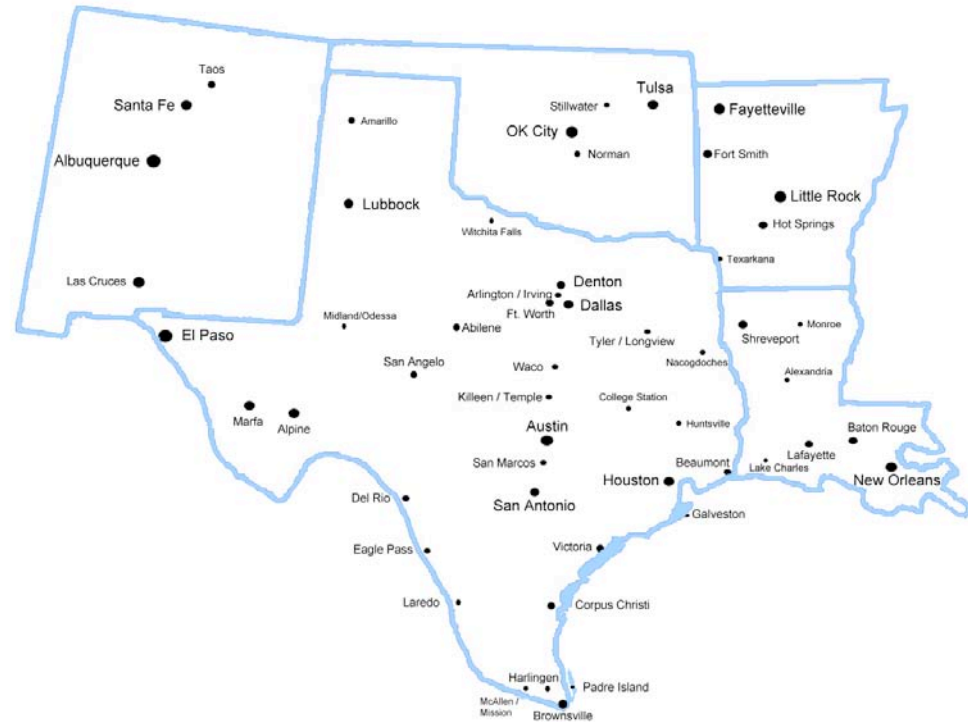 Taos
Santa Fe
Albuquerque
Las Cruces
Tulsa
Stillwater
OK City
Norman
Fayetteville
Fort Smith
Little Rock
Hot Springs
Texarkana
Amarillo
Lubbock
Witchita Falls
Denton
Arlington / Irving
Dallas
Ft. Worth
Midland/Odessa
Abilene
El Paso
Tyler / Longview
San Angelo
Waco
Nacogdoches
Killeen / Temple
College Station
Marfa
Alpine
Huntsville
Austin
San Marcos
Beaumont
Houston
San Antonio
Del Rio
Galveston
Eagle Pass
Victoria
Laredo
Corpus Christi
Harlingen
Padre Island
McAllen /
Mission
Brownsville
Shreveport
Monroe
Alexandria
Baton Rouge
Lafayette
Lake Charles
New Orleans